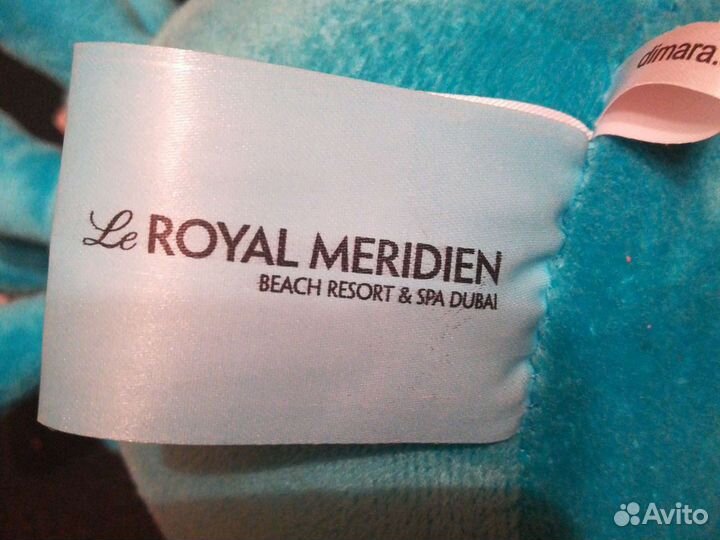 dimara.
Le ROYAL MERIDIEN
BEACH RESORT & SPA DUBAI
Avito